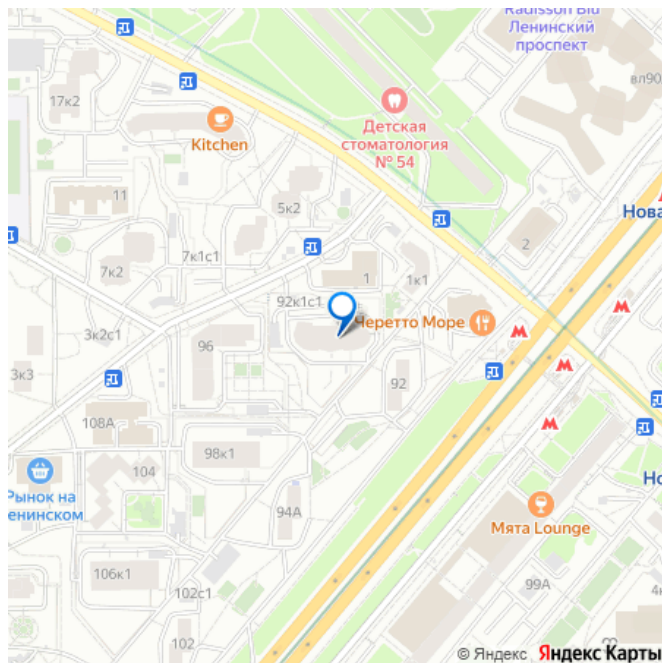 Radisson Blu
Ленинский
проспект
вл90
17к2
Kitchen
Детская
стоматология
№ 54
11
5к2
2
Нова
7к1с1
7к2
1
1к1
92к1с1
3к2с1
96
Черетто Море
3к3
92
108А
98к1
104
Рынок на
енинском
94А
Но
Мята Lounge
106к1
99А
102с1
102
© Яндекс Яндекс Карты